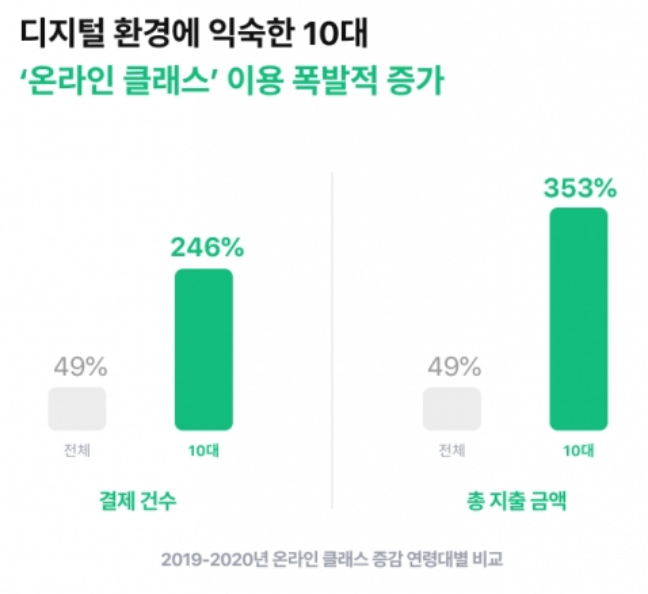 디지털 환경에 익숙한 10대
‘온라인 클래스’ 이용 폭발적 증가
246%
49%
전체
10대
결제 건수
353%
49%
전체
10대
총 지출 금액
2019-2020년 온라인 클래스 증감 연령대별 비교